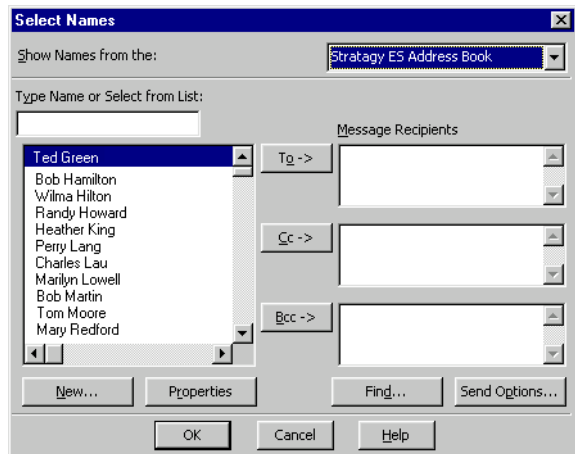 Select Names
Show Names from the:
Stratagy ES Address Book
Type Name or Select from List:
Message Recipients
Ted Green
Bob Hamilton
Wilma Hilton
Randy Howard
Heather King
Perry Lang
Charles Lau
Marilyn Lowell
Bob Martin
Tom Moore
Mary Redford
To ->
Cc ->
Bcc ->
New...
Properties
Find...
Send Options...
OK
Cancel
Help